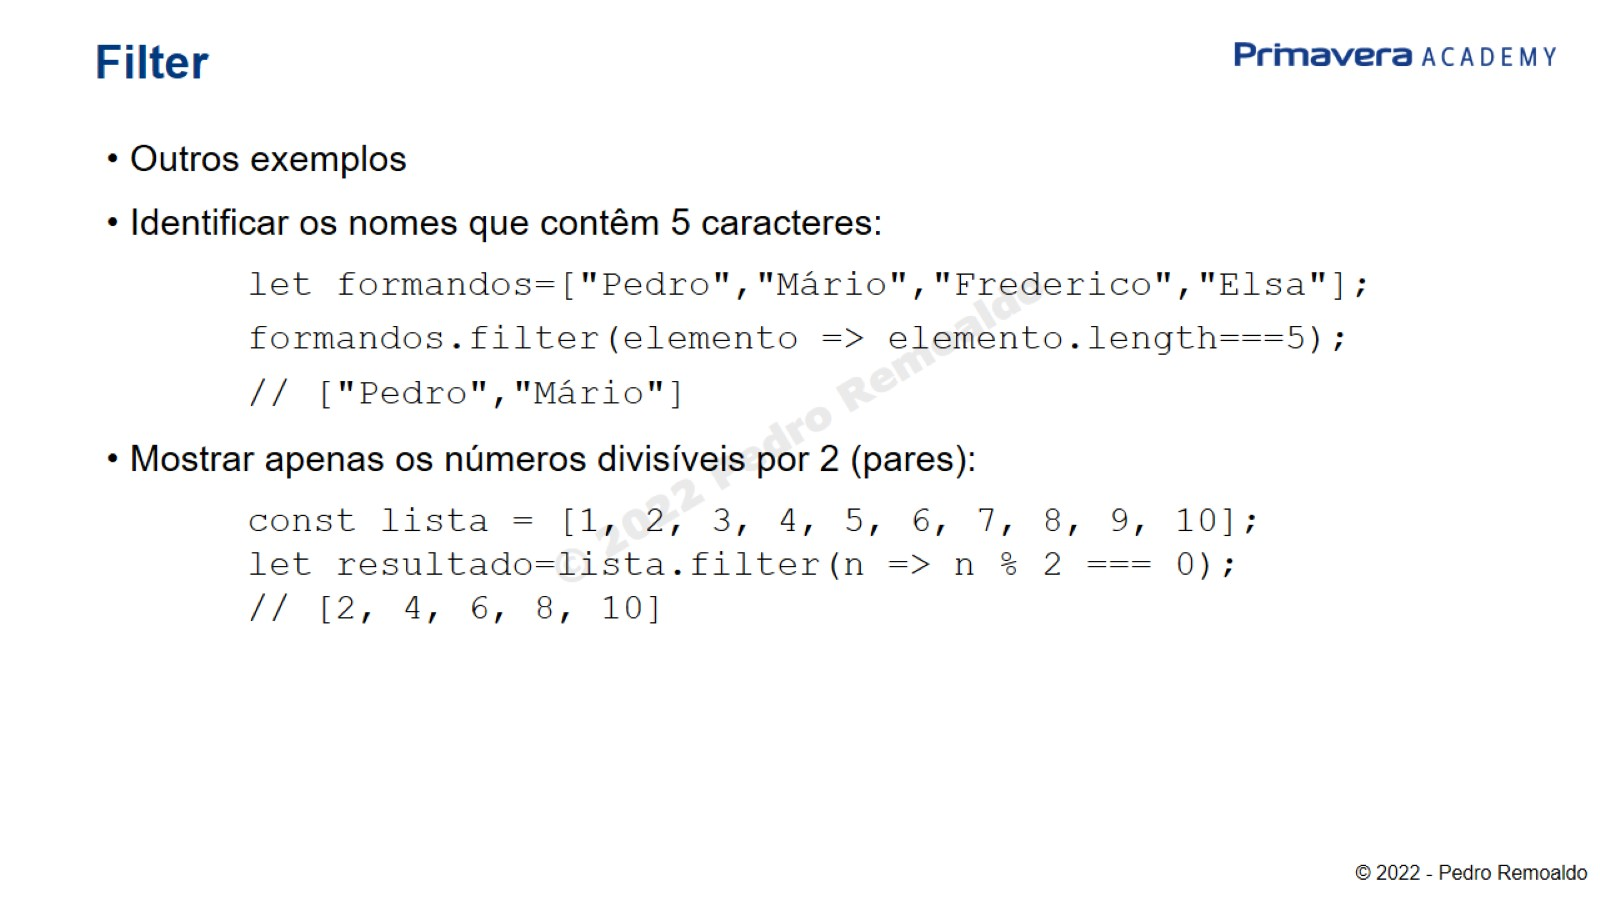 Filter
Primavera ACADEMY
• Outros exemplos
• Identificar os nomes que contêm 5 caracteres:
let formandos=["Pedro","Mário","Frederico","Elsa"];
formandos.filter(elemento => elemento.length===5);
// ["Pedro","Mário"]
• Mostrar apenas os números divisíveis por 2 (pares):
const lista = [1, 2, 3, 4, 5, 6, 7, 8, 9, 10];
let resultado=lista.filter(n => n % 2 === 0);
// [2, 4, 6, 8, 10]
© 2022 Pedro Remoaldo
© 2022 - Pedro Remoaldo